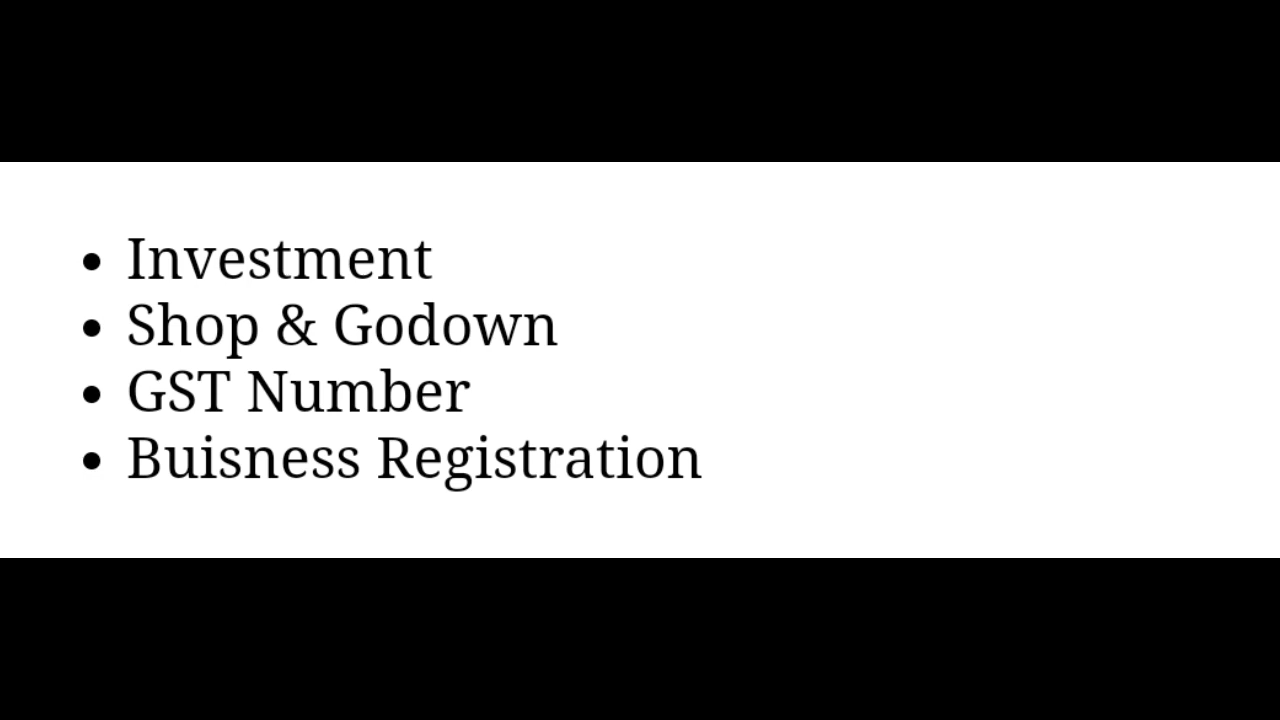 • Investment
• Shop & Godown
• GST Number
• Buisness Registration